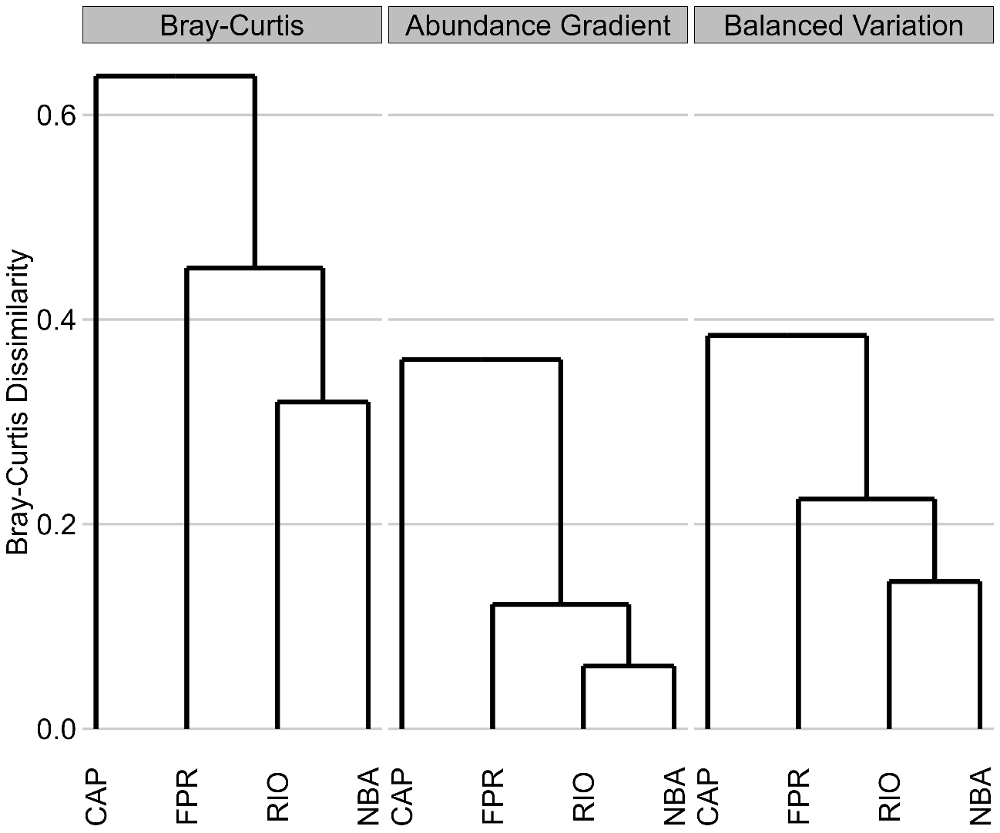 Bray-Curtis
Abundance Gradient
Balanced Variation
Bray-Curtis Dissimilarity
0.6
0.4
0.2
0.0
CAP
FPR
RIO
NBA
CAP
FPR
RIO
NBA
CAP
FPR
RIO
NBA